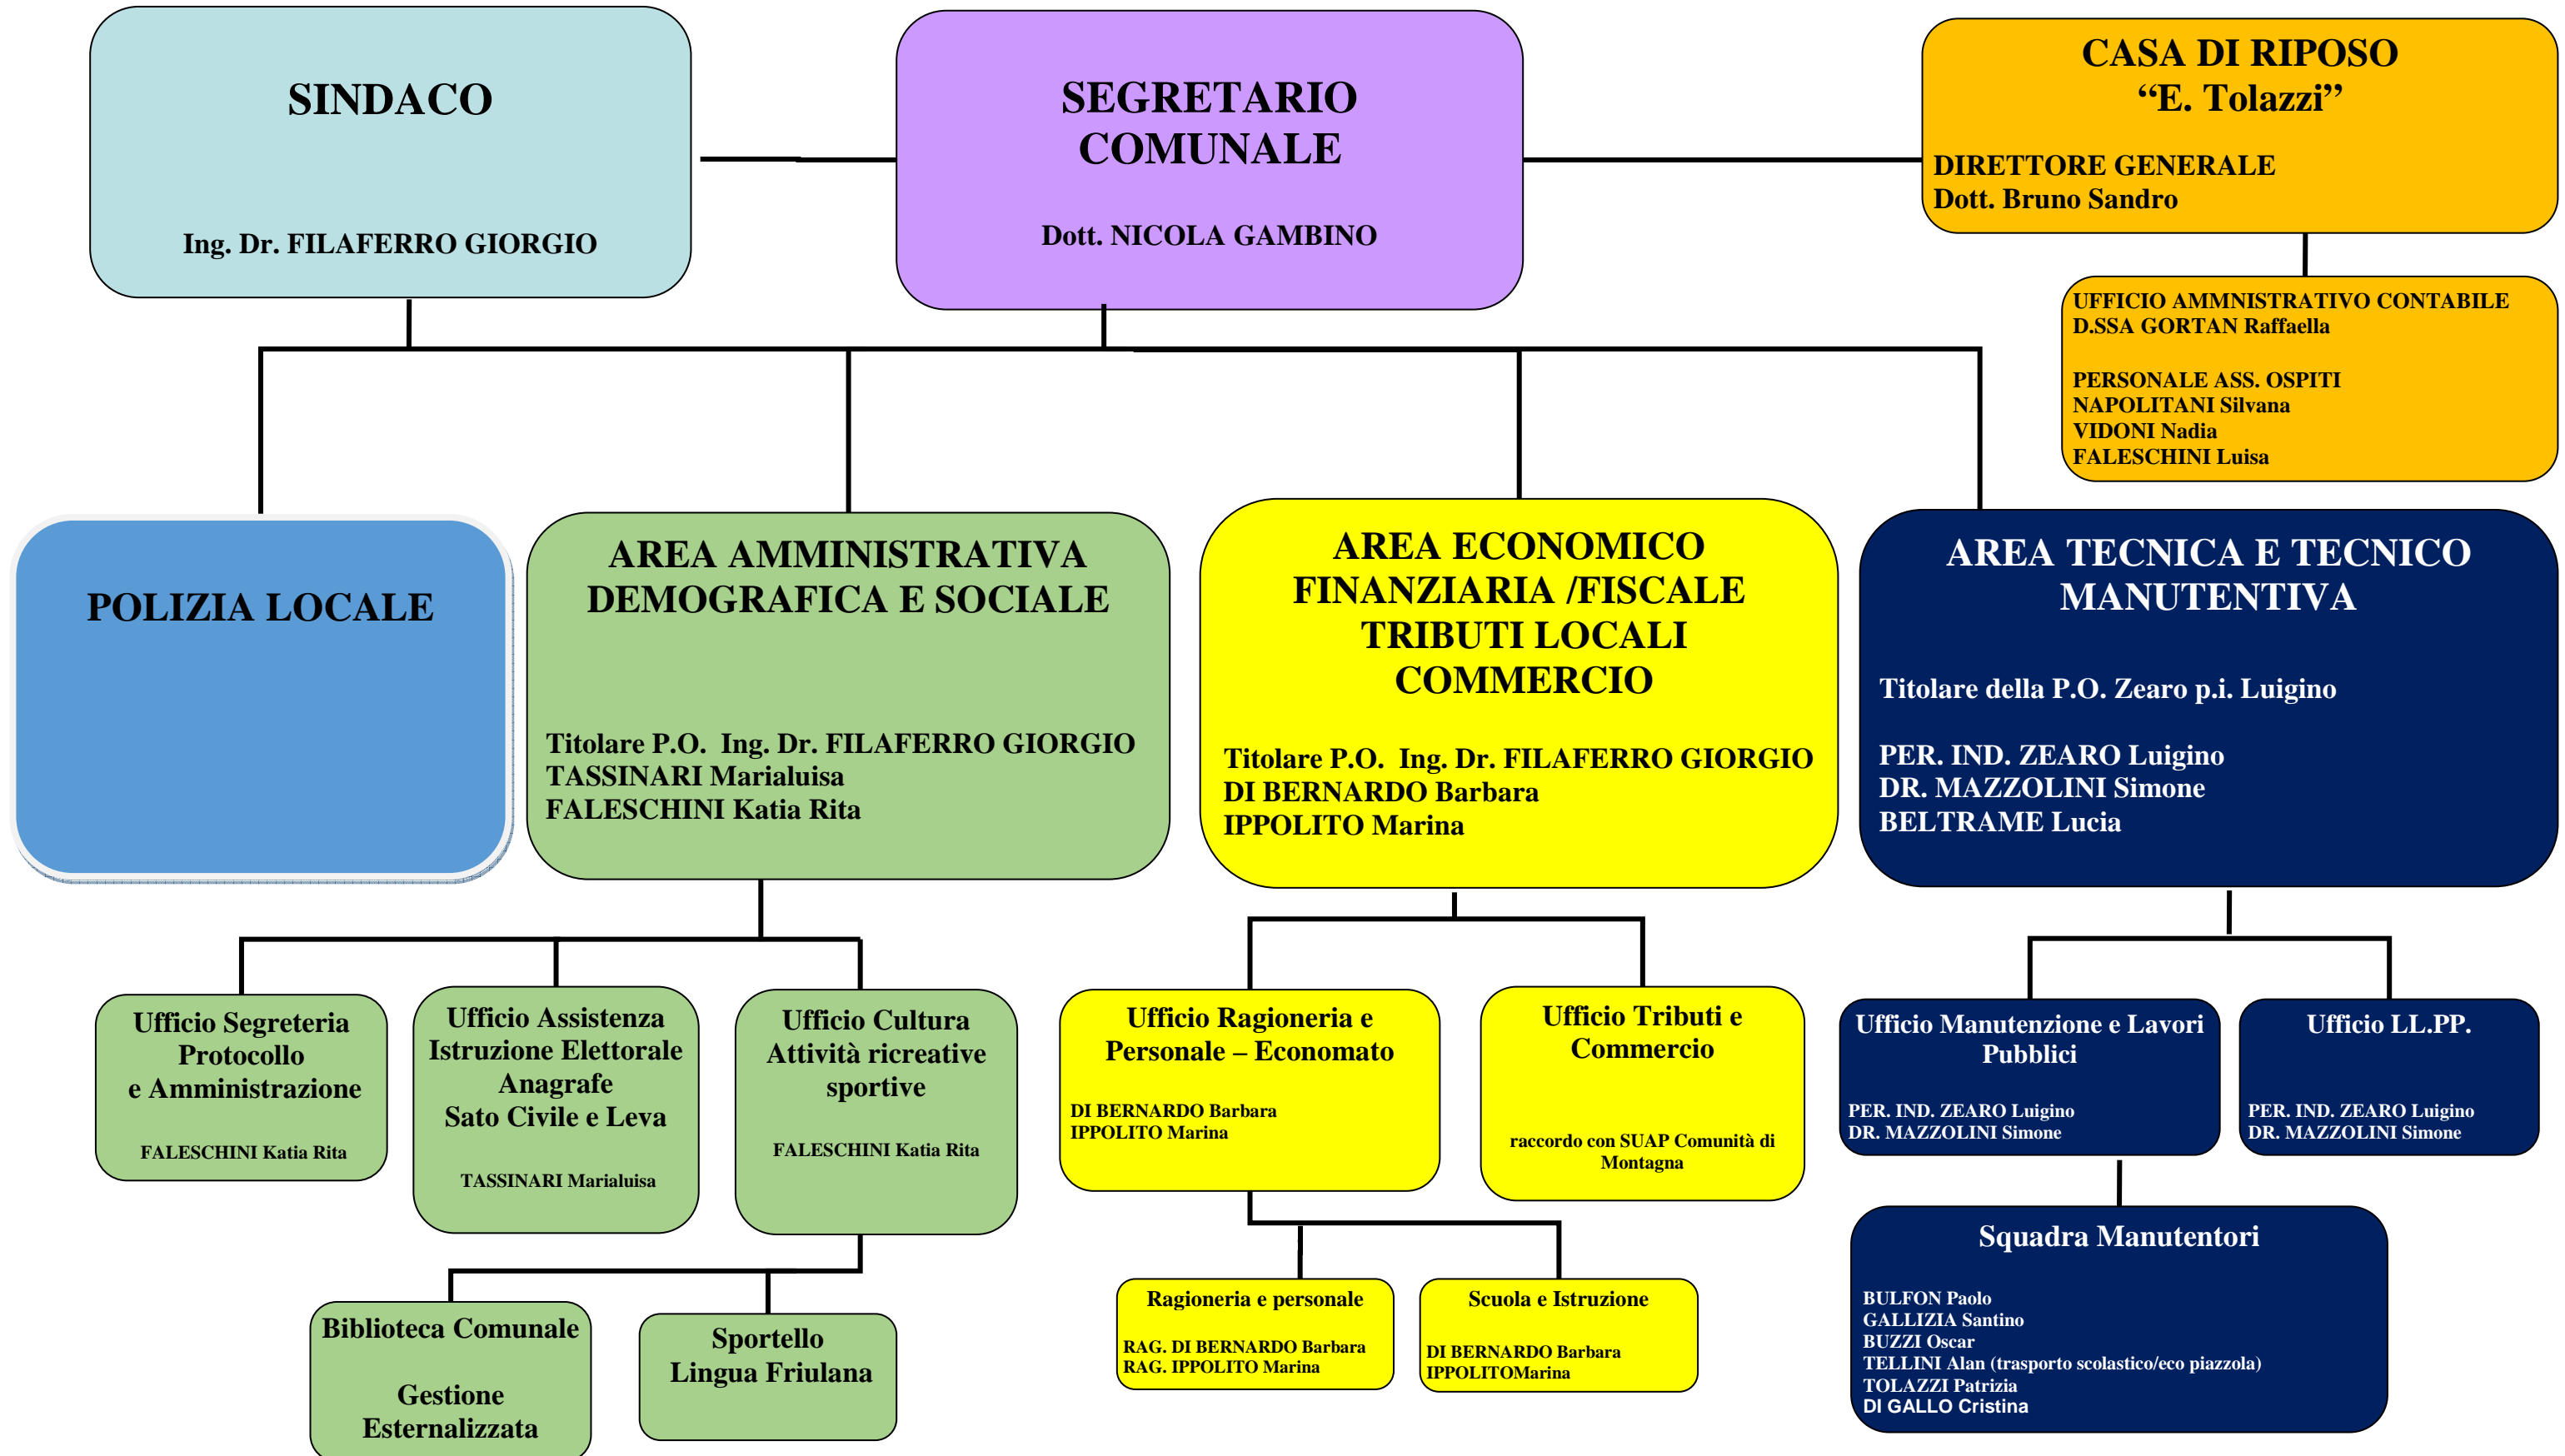 SINDACO
Ing. Dr. FILAFERRO GIORGIO
SEGRETARIO
COMUNALE
Dott. NICOLA GAMBINO
CASA DI RIPOSO
“E. Tolazzi”
DIRETTORE GENERALE
Dott. Bruno Sandro
UFFICIO AMMNISTRATIVO CONTABILE
D.SSA GORTAN Raffaella
PERSONALE ASS. OSPITI
NAPOLITANI Silvana
VIDONI Nadia
FALESCHINI Luisa
POLIZIA LOCALE
AREA AMMINISTRATIVA
DEMOGRAFICA E SOCIALE
Titolare P.O. Ing. Dr. FILAFERRO GIORGIO
TASSINARI Marialuisa
FALESCHINI Katia Rita
AREA ECONOMICO
FINANZIARIA /FISCALE
TRIBUTI LOCALI
COMMERCIO
Titolare P.O. Ing. Dr. FILAFERRO GIORGIO
DI BERNARDO Barbara
IPPOLITO Marina
AREA TECNICA E TECNICO
MANUTENTIVA
Titolare della P.O. Zearo p.i. Luigino
PER. IND. ZEARO Luigino
DR. MAZZOLINI Simone
BELTRAME Lucia
Ufficio Segreteria
Protocollo
e Amministrazione
FALESCHINI Katia Rita
Ufficio Assistenza
Istruzione Elettorale
Anagrafe
Sato Civile e Leva
TASSINARI Marialuisa
Ufficio Cultura
Attività ricreative
sportive
FALESCHINI Katia Rita
Ufficio Ragioneria e
Personale – Economato
DI BERNARDO Barbara
IPPOLITO Marina
Ufficio Tributi e
Commercio
raccordo con SUAP Comunità di
Montagna
Ufficio Manutenzione e Lavori
Pubblici
PER. IND. ZEARO Luigino
DR. MAZZOLINI Simone
Ufficio LL.PP.
PER. IND. ZEARO Luigino
DR. MAZZOLINI Simone
Biblioteca Comunale
Gestione
Esternalizzata
Sportello
Lingua Friulana
Ragioneria e personale
RAG. DI BERNARDO Barbara
RAG. IPPOLITO Marina
Scuola e Istruzione
DI BERNARDO Barbara
IPPOLITOMarina
Squadra Manutentori
BULFON Paolo
GALLIZIA Santino
BUZZI Oscar
TELLINI Alan (trasporto scolastico/eco piazzola)
TOLAZZI Patrizia
DI GALLO Cristina